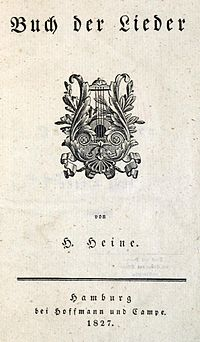 Buch der Lieder
von
H. Heine.
Hamburg
bei Hoffmann und Campe.
1827.